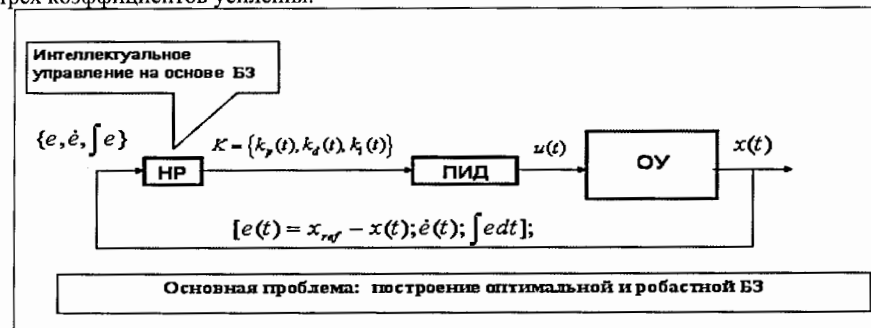 трех коэффициентов усиления.
Интеллектуальное
управление на основе БЗ
{e, ė, ∫e}
K = {k_p(t), k_d(t), k_i(t)}
u(t)
x(t)
НР
ПИД
ОУ
[e(t) = x_ref − x(t); ė(t); ∫edt];
Основная проблема: построение оптимальной и робастной БЗ